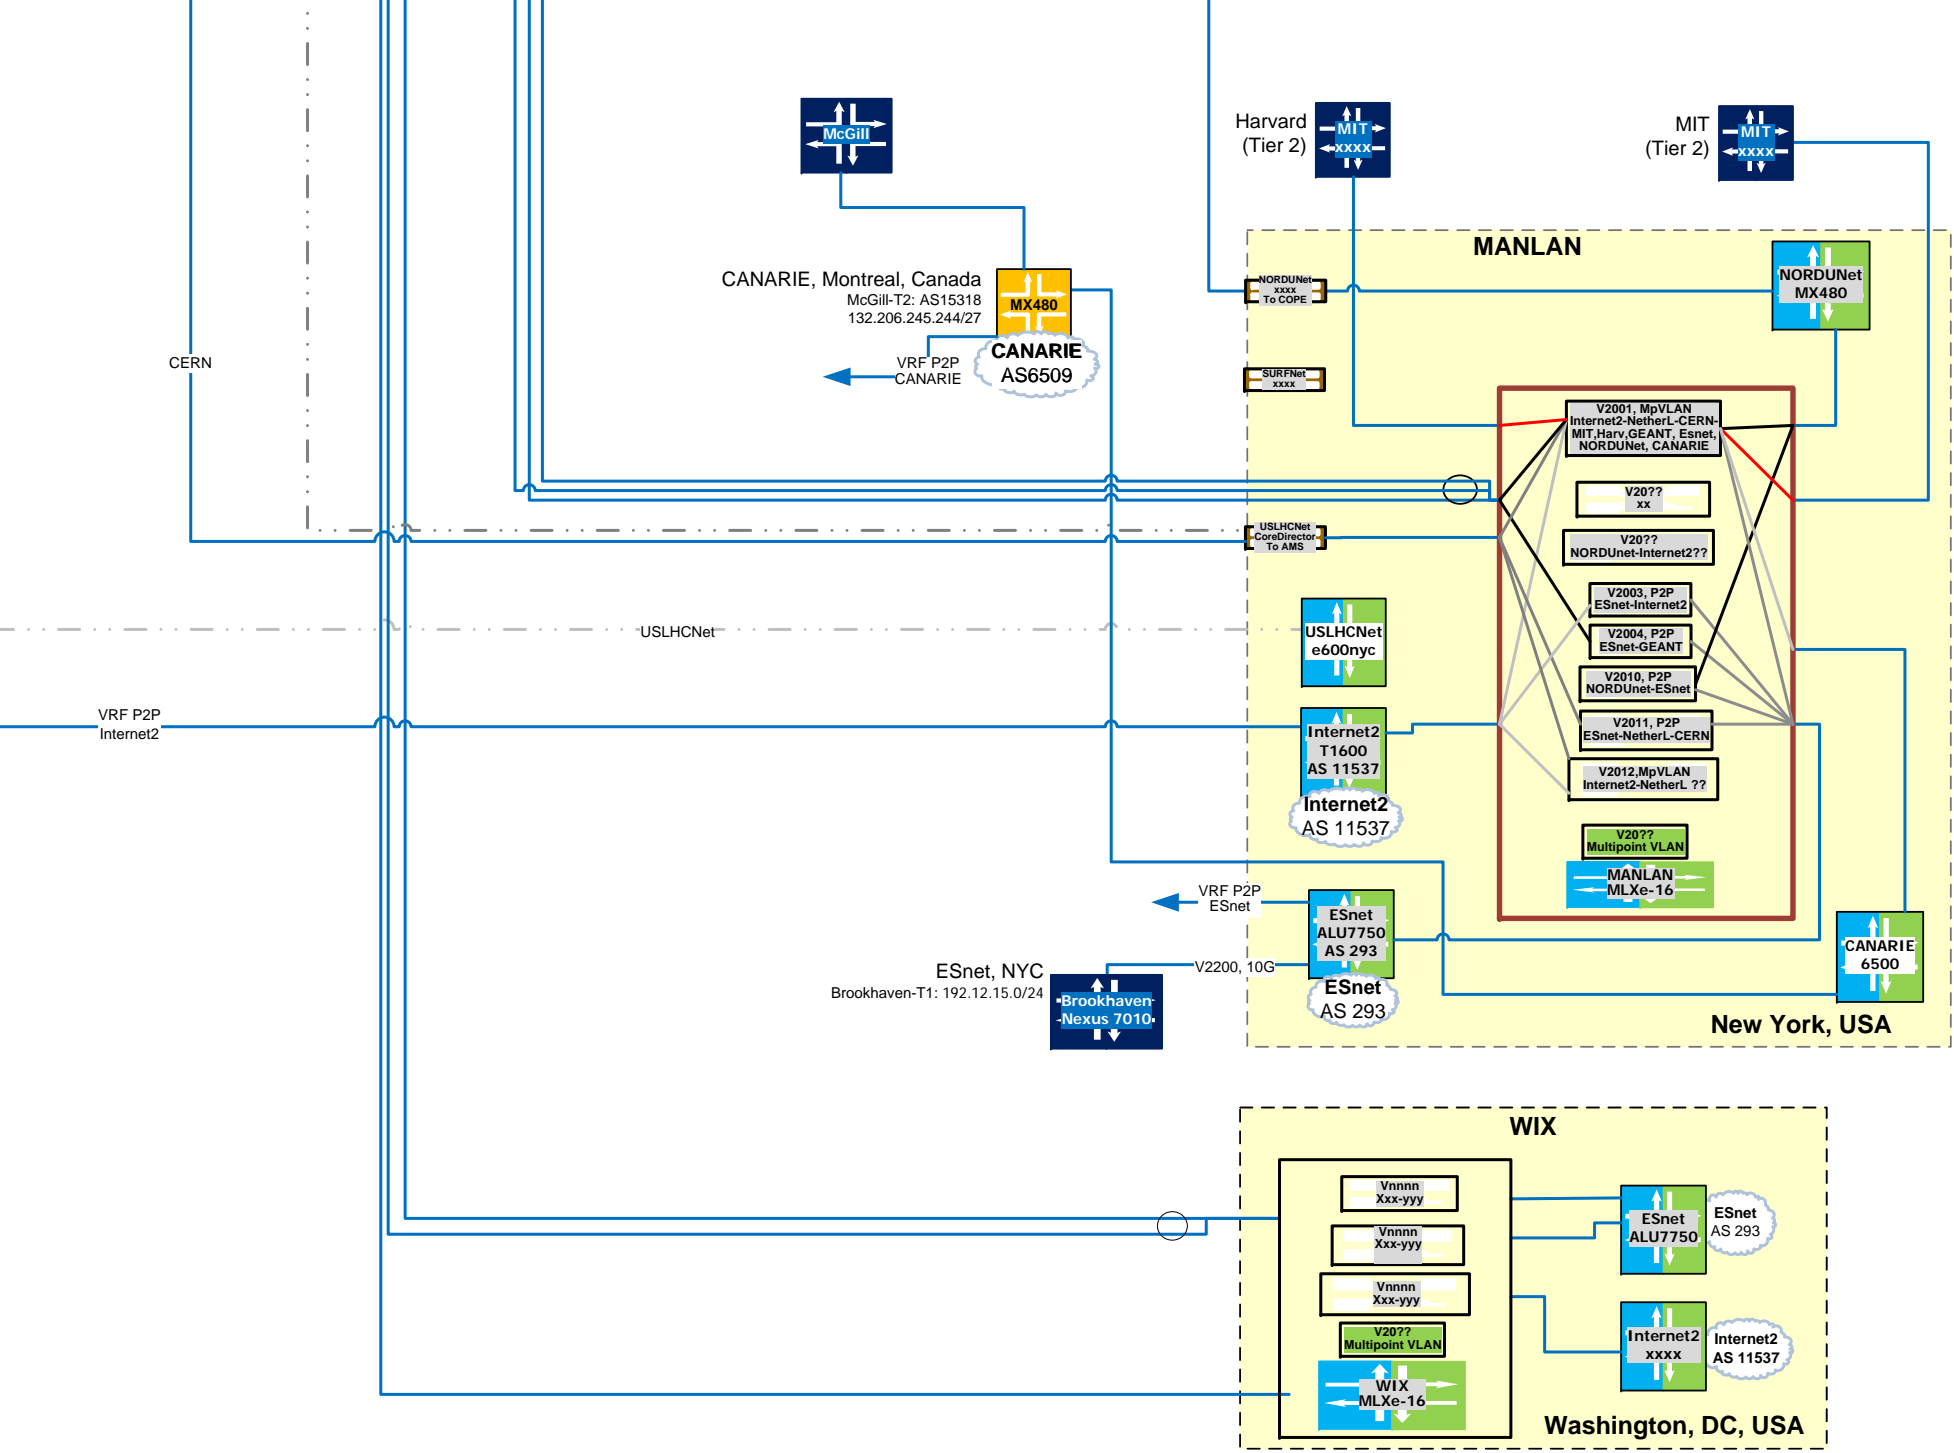 McGill
Harvard
(Tier 2)
MIT
xxxx
MIT
(Tier 2)
MIT
xxxx
MANLAN
CANARIE, Montreal, Canada
McGill-T2: AS15318
132.206.245.244/27
MX480
CANARIE
AS6509
VRF P2P
CANARIE
CERN
NORDUNet
xxxx
To COPE
NORDUNet
MX480
SURFNet
xxxx
V2001, MpVLAN
Internet2-NetherL-CERN-
MIT,Harv,GEANT, Esnet,
NORDUNet, CANARIE
V20??
xx
USLHCNet
CoreDirector
To AMS
V20??
NORDUnet-Internet2??
V2003, P2P
ESnet-Internet2
V2004, P2P
ESnet-GEANT
V2010, P2P
NORDUnet-ESnet
V2011, P2P
ESnet-NetherL-CERN
V2012,MpVLAN
Internet2-NetherL ??
V20??
Multipoint VLAN
MANLAN
MLXe-16
USLHCNet
USLHCNet
e600nyc
VRF P2P
Internet2
Internet2
T1600
AS 11537
Internet2
AS 11537
VRF P2P
ESnet
ESnet
ALU7750
AS 293
ESnet
AS 293
V2200, 10G
ESnet, NYC
Brookhaven-T1: 192.12.15.0/24
Brookhaven
Nexus 7010
CANARIE
6500
New York, USA
WIX
Vnnnn
Xxx-yyy
Vnnnn
Xxx-yyy
Vnnnn
Xxx-yyy
V20??
Multipoint VLAN
WIX
MLXe-16
ESnet
ALU7750
ESnet
AS 293
Internet2
xxxx
Internet2
AS 11537
Washington, DC, USA